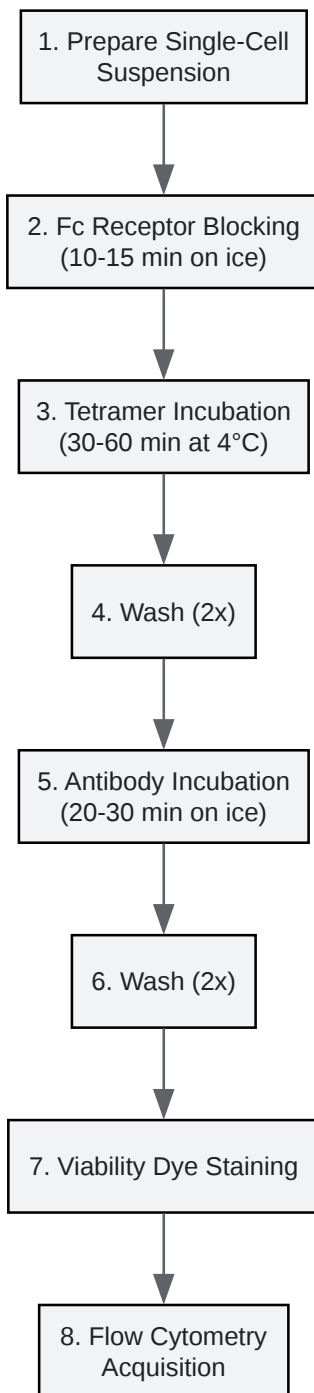 1. Prepare Single-Cell
Suspension
2. Fc Receptor Blocking
(10-15 min on ice)
3. Tetramer Incubation
(30-60 min at 4°C)
4. Wash (2x)
5. Antibody Incubation
(20-30 min on ice)
6. Wash (2x)
7. Viability Dye Staining
8. Flow Cytometry
Acquisition